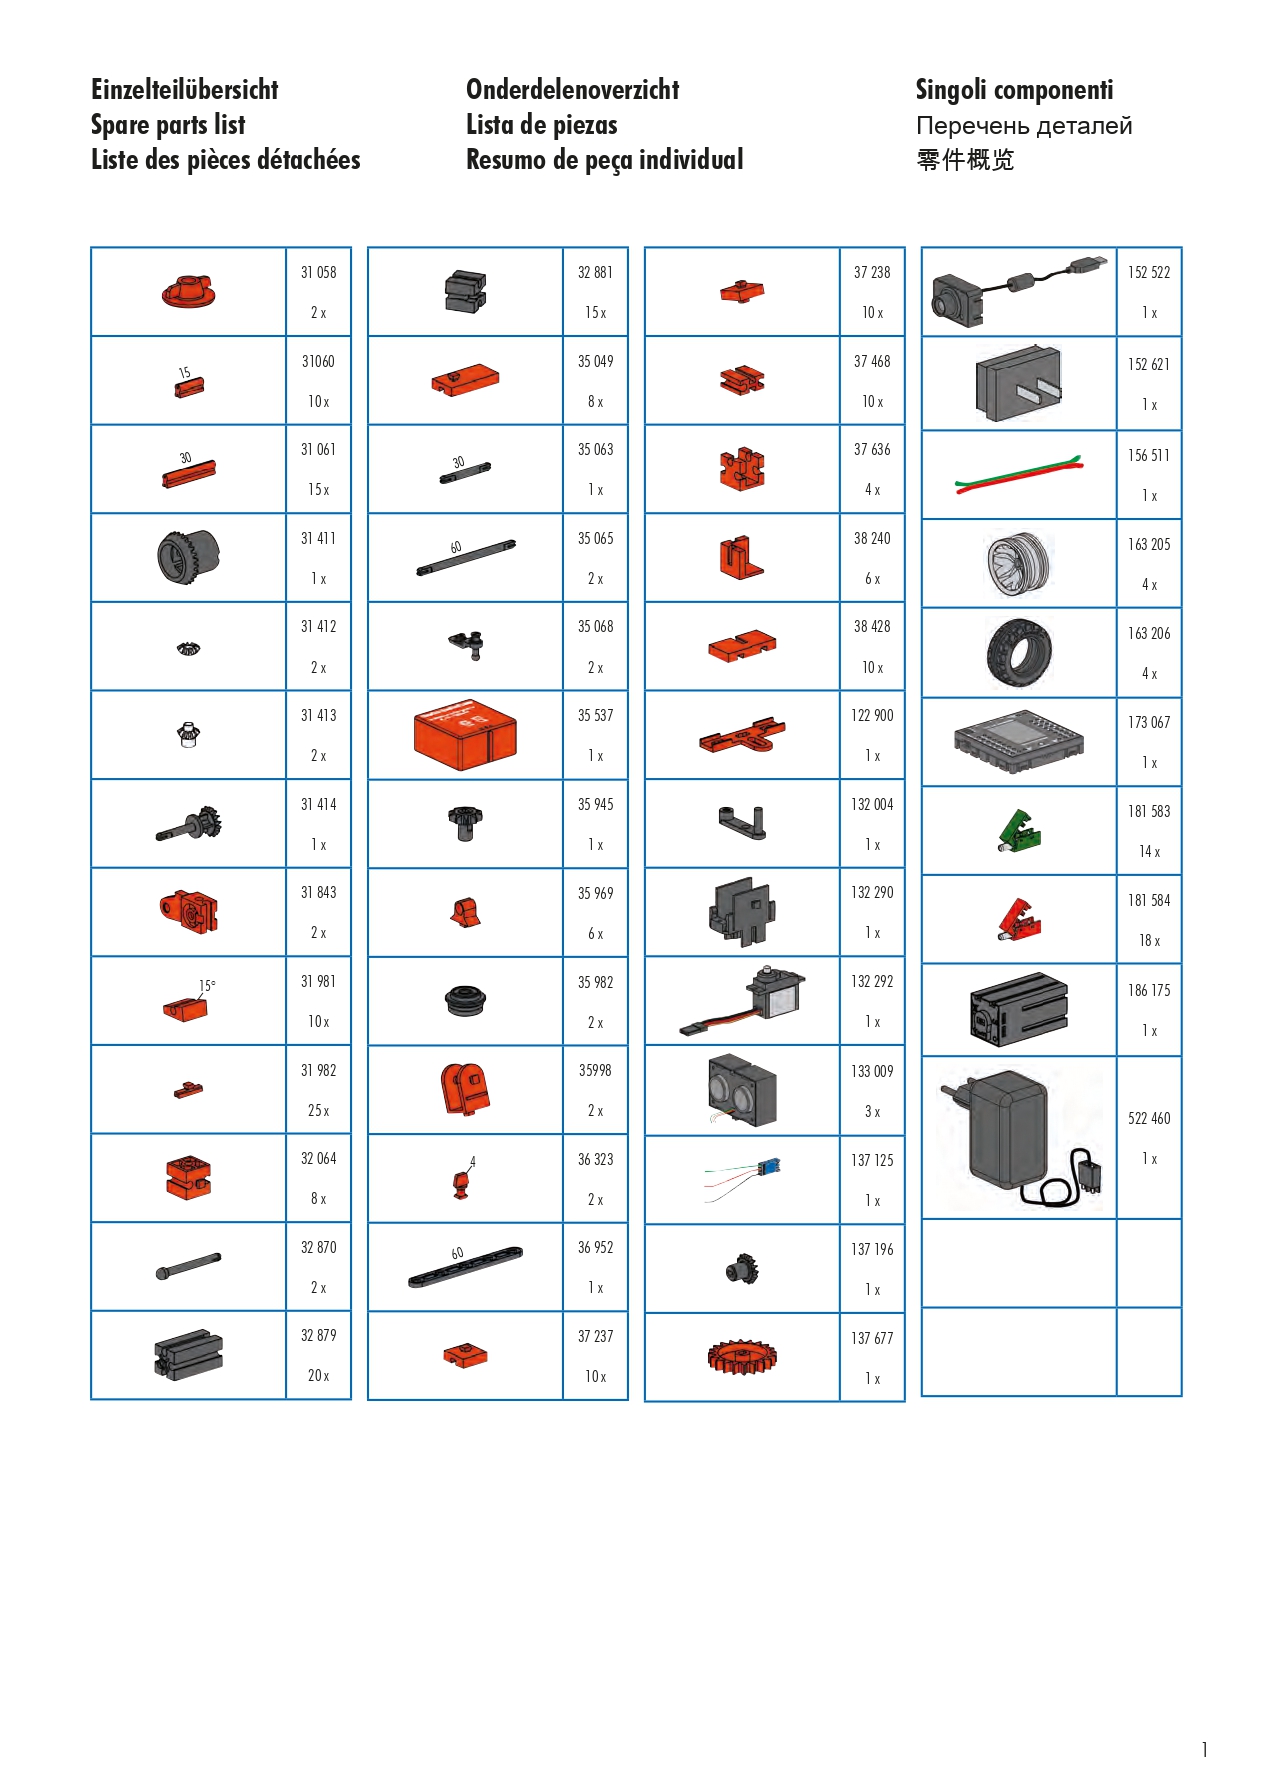 Einzelteilübersicht
Spare parts list
Liste des pièces détachées
Onderdelenoverzicht
Lista de piezas
Resumo de peça individual
Singoli componenti
Перечень деталей
零件概览
31 058
2 x
15
31060
10 x
30
31 061
15 x
31 411
1 x
31 412
2 x
31 413
2 x
31 414
1 x
31 843
2 x
15°
31 981
10 x
31 982
25 x
32 064
8 x
32 870
2 x
32 879
20 x
32 881
15 x
35 049
8 x
30
35 063
1 x
60
35 065
2 x
35 068
2 x
35 537
1 x
35 945
1 x
35 969
6 x
35 982
2 x
35998
2 x
4
36 323
2 x
60
36 952
1 x
37 237
10 x
37 238
10 x
37 468
10 x
37 636
4 x
38 240
6 x
38 428
10 x
122 900
1 x
132 004
1 x
132 290
1 x
132 292
1 x
133 009
3 x
137 125
1 x
137 196
1 x
137 677
1 x
152 522
1 x
152 621
1 x
156 511
1 x
163 205
4 x
163 206
4 x
173 067
1 x
181 583
14 x
181 584
18 x
186 175
1 x
522 460
1 x
1